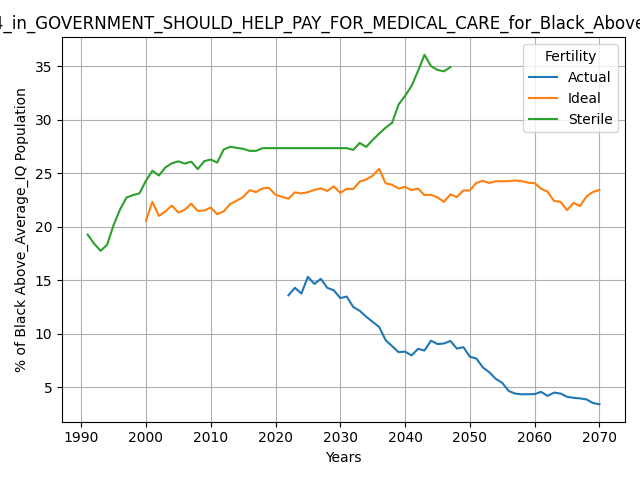 4_in_GOVERNMENT_SHOULD_HELP_PAY_FOR_MEDICAL_CARE_for_Black_Above
% of Black Above_Average_IQ Population
35
30
25
20
15
10
5
Fertility
Actual
Ideal
Sterile
1990 2000 2010 2020 2030 2040 2050 2060 2070
Years